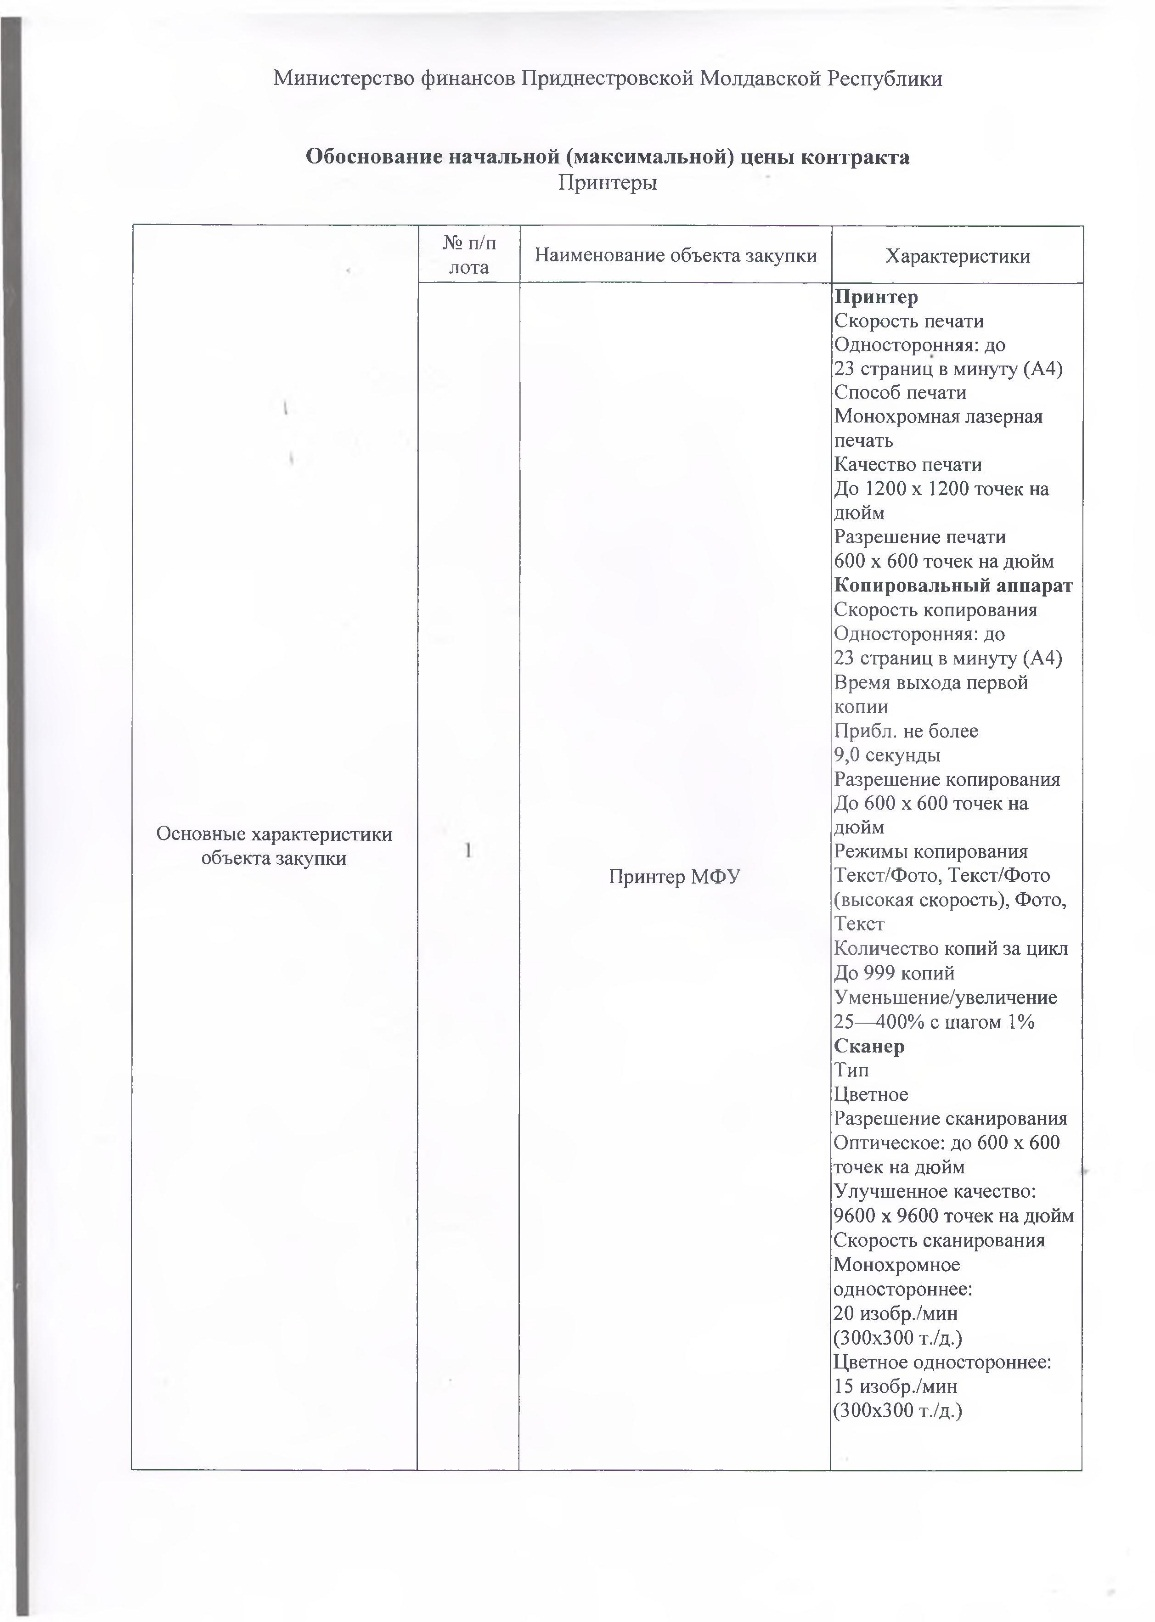 Министерство финансов Приднестровской Молдавской Республики
Обоснование начальной (максимальной) цены контракта
Принтеры
№ п/п
лота
Наименование объекта закупки
Характеристики
Основные характеристики
объекта закупки
1
Принтер МФУ
Принтер
Скорость печати
Односторонняя: до
23 страниц в минуту (А4)
Способ печати
Монохромная лазерная
печать
Качество печати
До 1200 x 1200 точек на
дюйм
Разрешение печати
600 x 600 точек на дюйм
Копировальный аппарат
Скорость копирования
Односторонняя: до
23 страниц в минуту (А4)
Время выхода первой
копии
Прибл. не более
9,0 секунды
Разрешение копирования
До 600 x 600 точек на
дюйм
Режимы копирования
Текст/Фото, Текст/Фото
(высокая скорость), Фото,
Текст
Количество копий за цикл
До 999 копий
Уменьшение/увеличение
25—400% с шагом 1%
Сканер
Тип
Цветное
Разрешение сканирования
Оптическое: до 600 x 600
точек на дюйм
Улучшенное качество:
9600 x 9600 точек на дюйм
Скорость сканирования
Монохромное
одностороннее:
20 изобр./мин
(300x300 т./д.)
Цветное одностороннее:
15 изобр./мин
(300x300 т./д.)